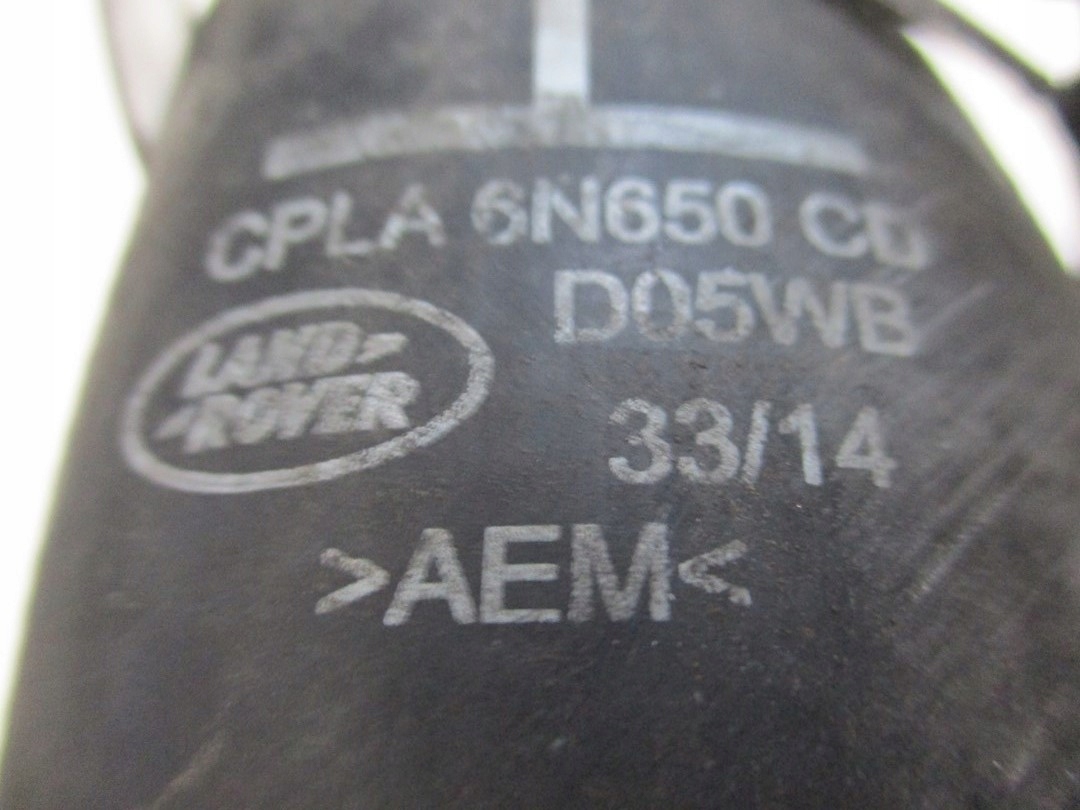 CPLA 6N650 CD
D05WB
LAND
ROVER
33/14
>AEM<